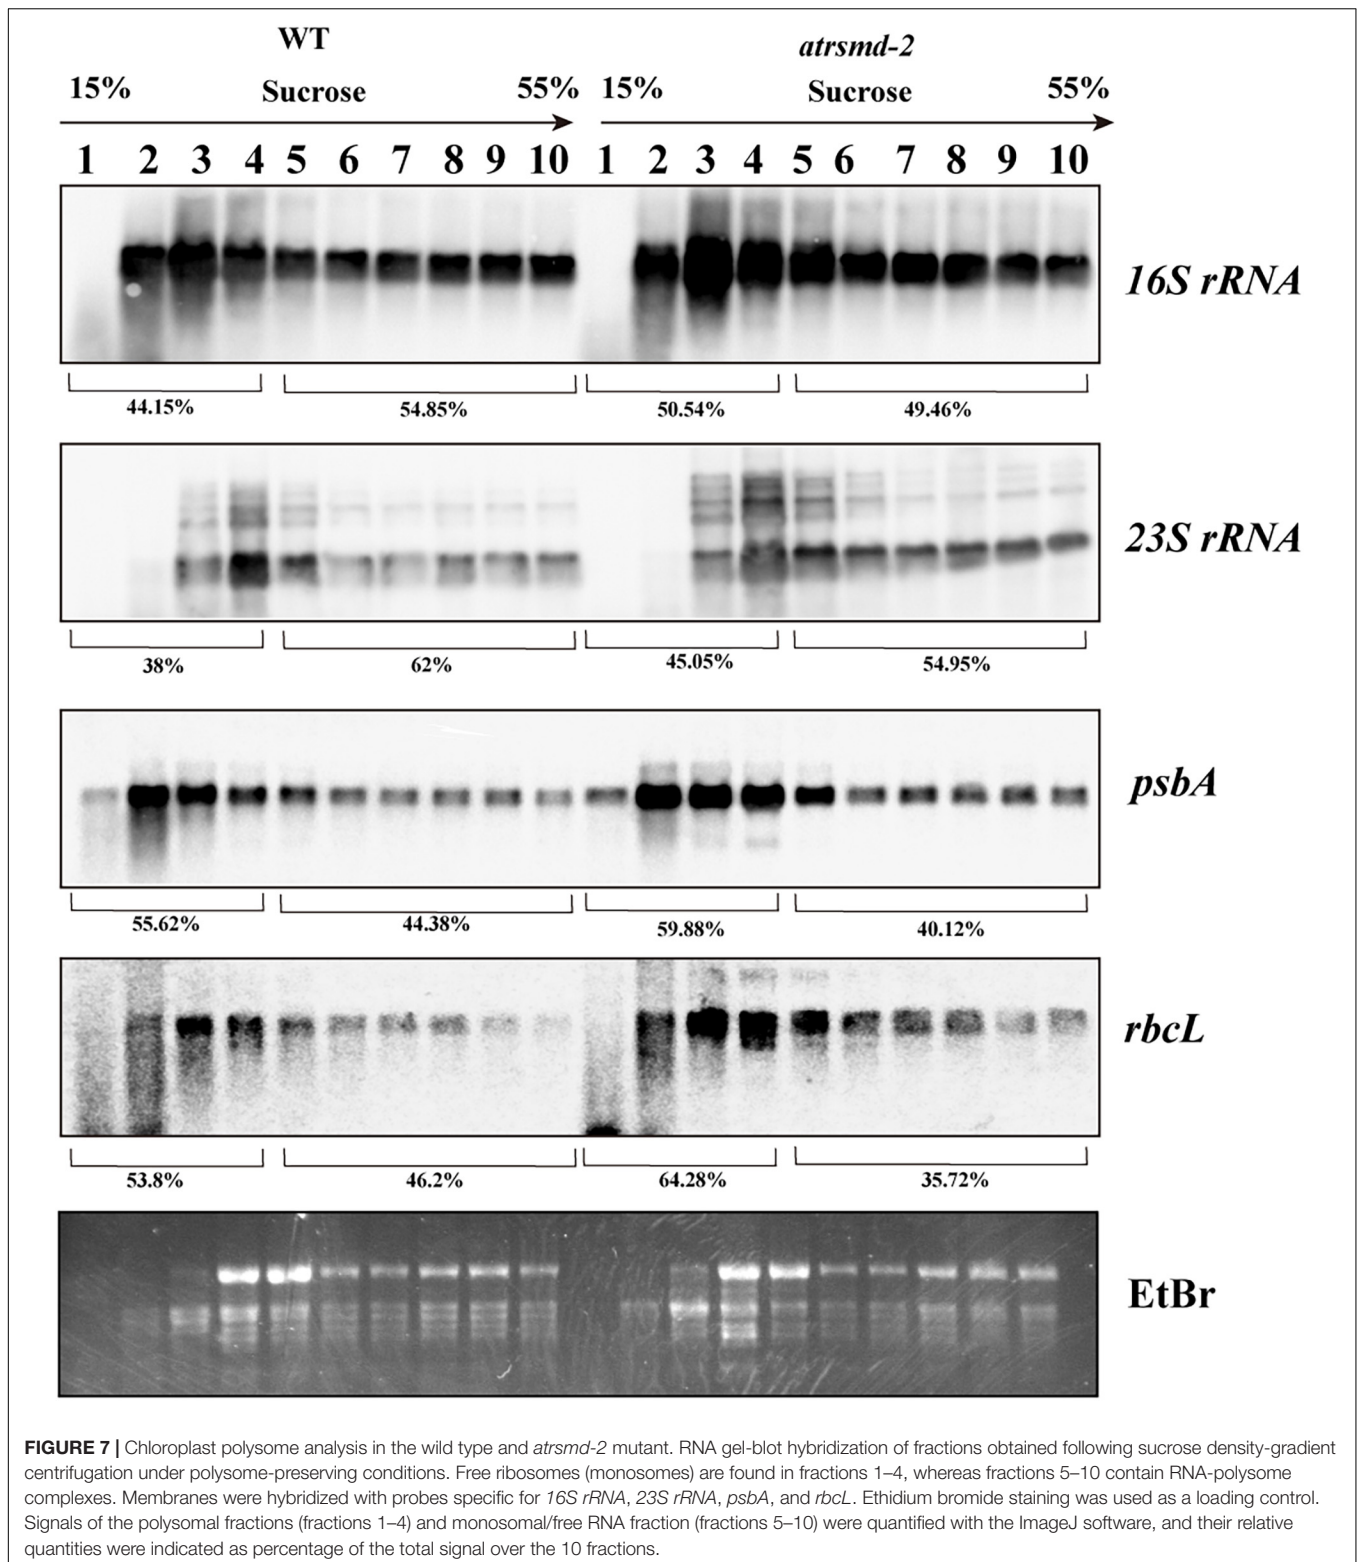 WT atrsmd-2
15% Sucrose 55% 15% Sucrose 55%
1 2 3 4 5 6 7 8 9 10 1 2 3 4 5 6 7 8 9 10
16S rRNA
44.15% 54.85% 50.54% 49.46%
23S rRNA
38% 62% 45.05% 54.95%
psbA
55.62% 44.38% 59.88% 40.12%
rbcL
53.8% 46.2% 64.28% 35.72%
EtBr
FIGURE 7 | Chloroplast polysome analysis in the wild type and atrsmd-2 mutant. RNA gel-blot hybridization of fractions obtained following sucrose density-gradient
centrifugation under polysome-preserving conditions. Free ribosomes (monosomes) are found in fractions 1–4, whereas fractions 5–10 contain RNA-polysome
complexes. Membranes were hybridized with probes specific for 16S rRNA, 23S rRNA, psbA, and rbcL. Ethidium bromide staining was used as a loading control.
Signals of the polysomal fractions (fractions 1–4) and monosomal/free RNA fraction (fractions 5–10) were quantified with the ImageJ software, and their relative
quantities were indicated as percentage of the total signal over the 10 fractions.